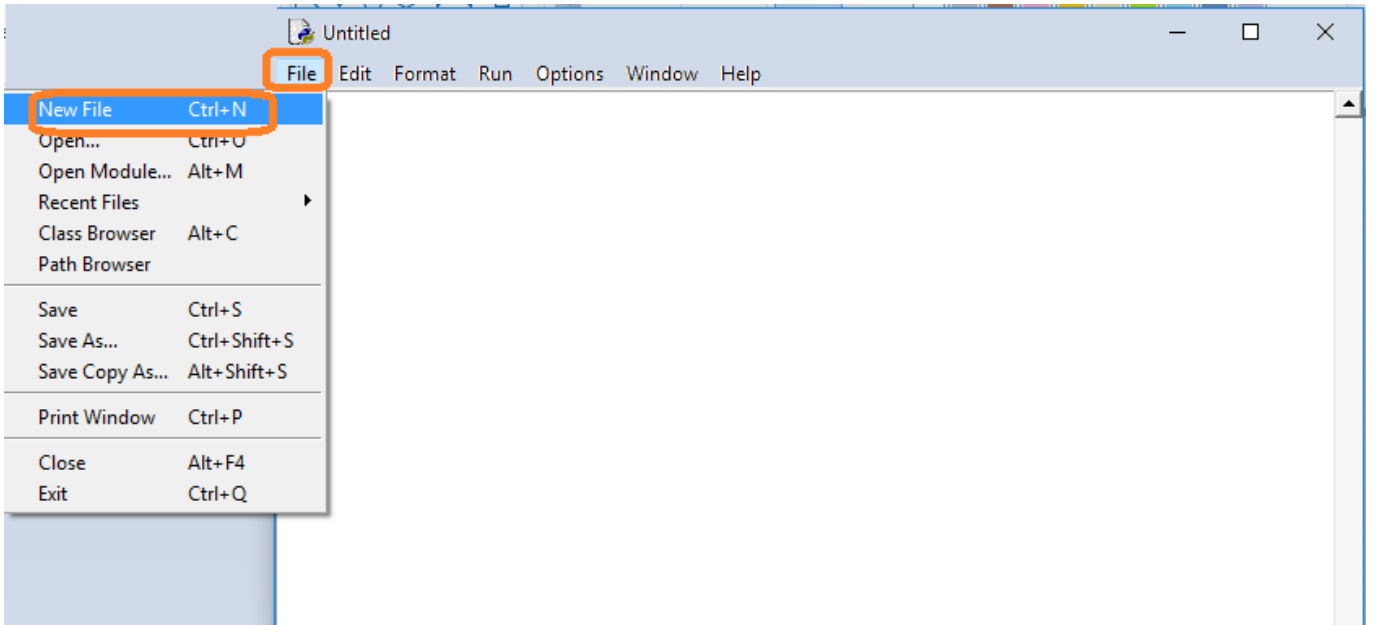 Untitled
File Edit Format Run Options Window Help
New File Ctrl+N
Open... Ctrl+O
Open Module... Alt+M
Recent Files
Class Browser Alt+C
Path Browser
Save Ctrl+S
Save As... Ctrl+Shift+S
Save Copy As... Alt+Shift+S
Print Window Ctrl+P
Close Alt+F4
Exit Ctrl+Q